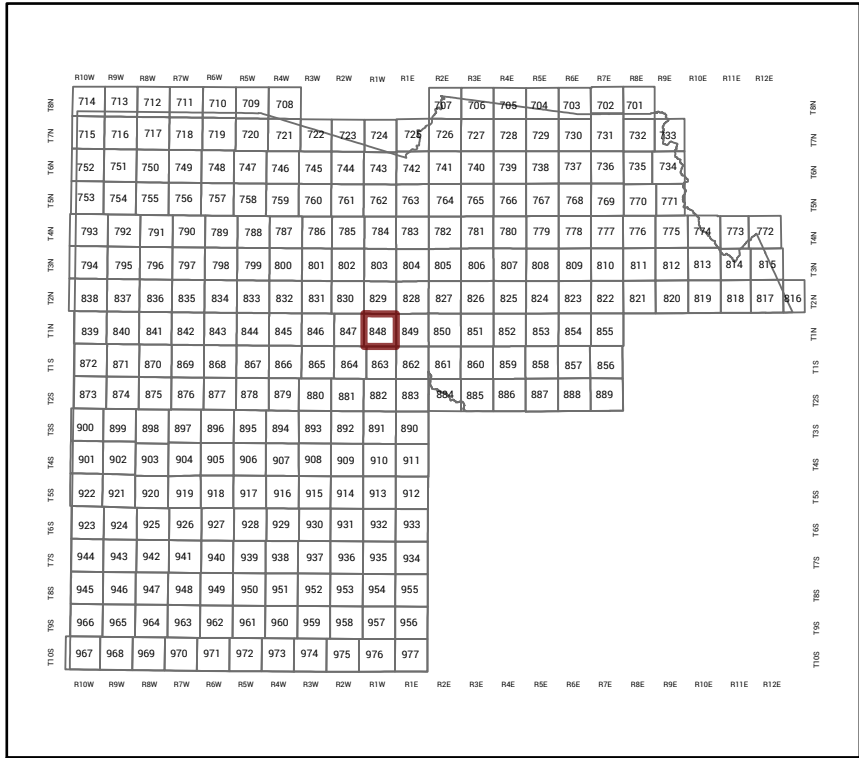 R10W R9W R8W R7W R6W R5W R4W R3W R2W R1W R1E R2E R3E R4E R5E R6E R7E R8E R9E R10E R11E R12E
T8N 714 713 712 711 710 709 708 707 706 705 704 703 702 701 T8N
T7N 715 716 717 718 719 720 721 722 723 724 725 726 727 728 729 730 731 732 733 T7N
T6N 752 751 750 749 748 747 746 745 744 743 742 741 740 739 738 737 736 735 734 T6N
T5N 753 754 755 756 757 758 759 760 761 762 763 764 765 766 767 768 769 770 771 T5N
T4N 793 792 791 790 789 788 787 786 785 784 783 782 781 780 779 778 777 776 775 774 773 772 T4N
T3N 794 795 796 797 798 799 800 801 802 803 804 805 806 807 808 809 810 811 812 813 814 815 T3N
T2N 838 837 836 835 834 833 832 831 830 829 828 827 826 825 824 823 822 821 820 819 818 817 816 T2N
T1N 839 840 841 842 843 844 845 846 847 848 849 850 851 852 853 854 855 T1N
T1S 872 871 870 869 868 867 866 865 864 863 862 861 860 859 858 857 856 T1S
T2S 873 874 875 876 877 878 879 880 881 882 883 884 885 886 887 888 889 T2S
T3S 900 899 898 897 896 895 894 893 892 891 890 T3S
T4S 901 902 903 904 905 906 907 908 909 910 911 T4S
T5S 922 921 920 919 918 917 916 915 914 913 912 T5S
T6S 923 924 925 926 927 928 929 930 931 932 933 T6S
T7S 944 943 942 941 940 939 938 937 936 935 934 T7S
T8S 945 946 947 948 949 950 951 952 953 954 955 T8S
T9S 966 965 964 963 962 961 960 959 958 957 956 T9S
T10S 967 968 969 970 971 972 973 974 975 976 977 T10S
R10W R9W R8W R7W R6W R5W R4W R3W R2W R1W R1E R2E R3E R4E R5E R6E R7E R8E R9E R10E R11E R12E